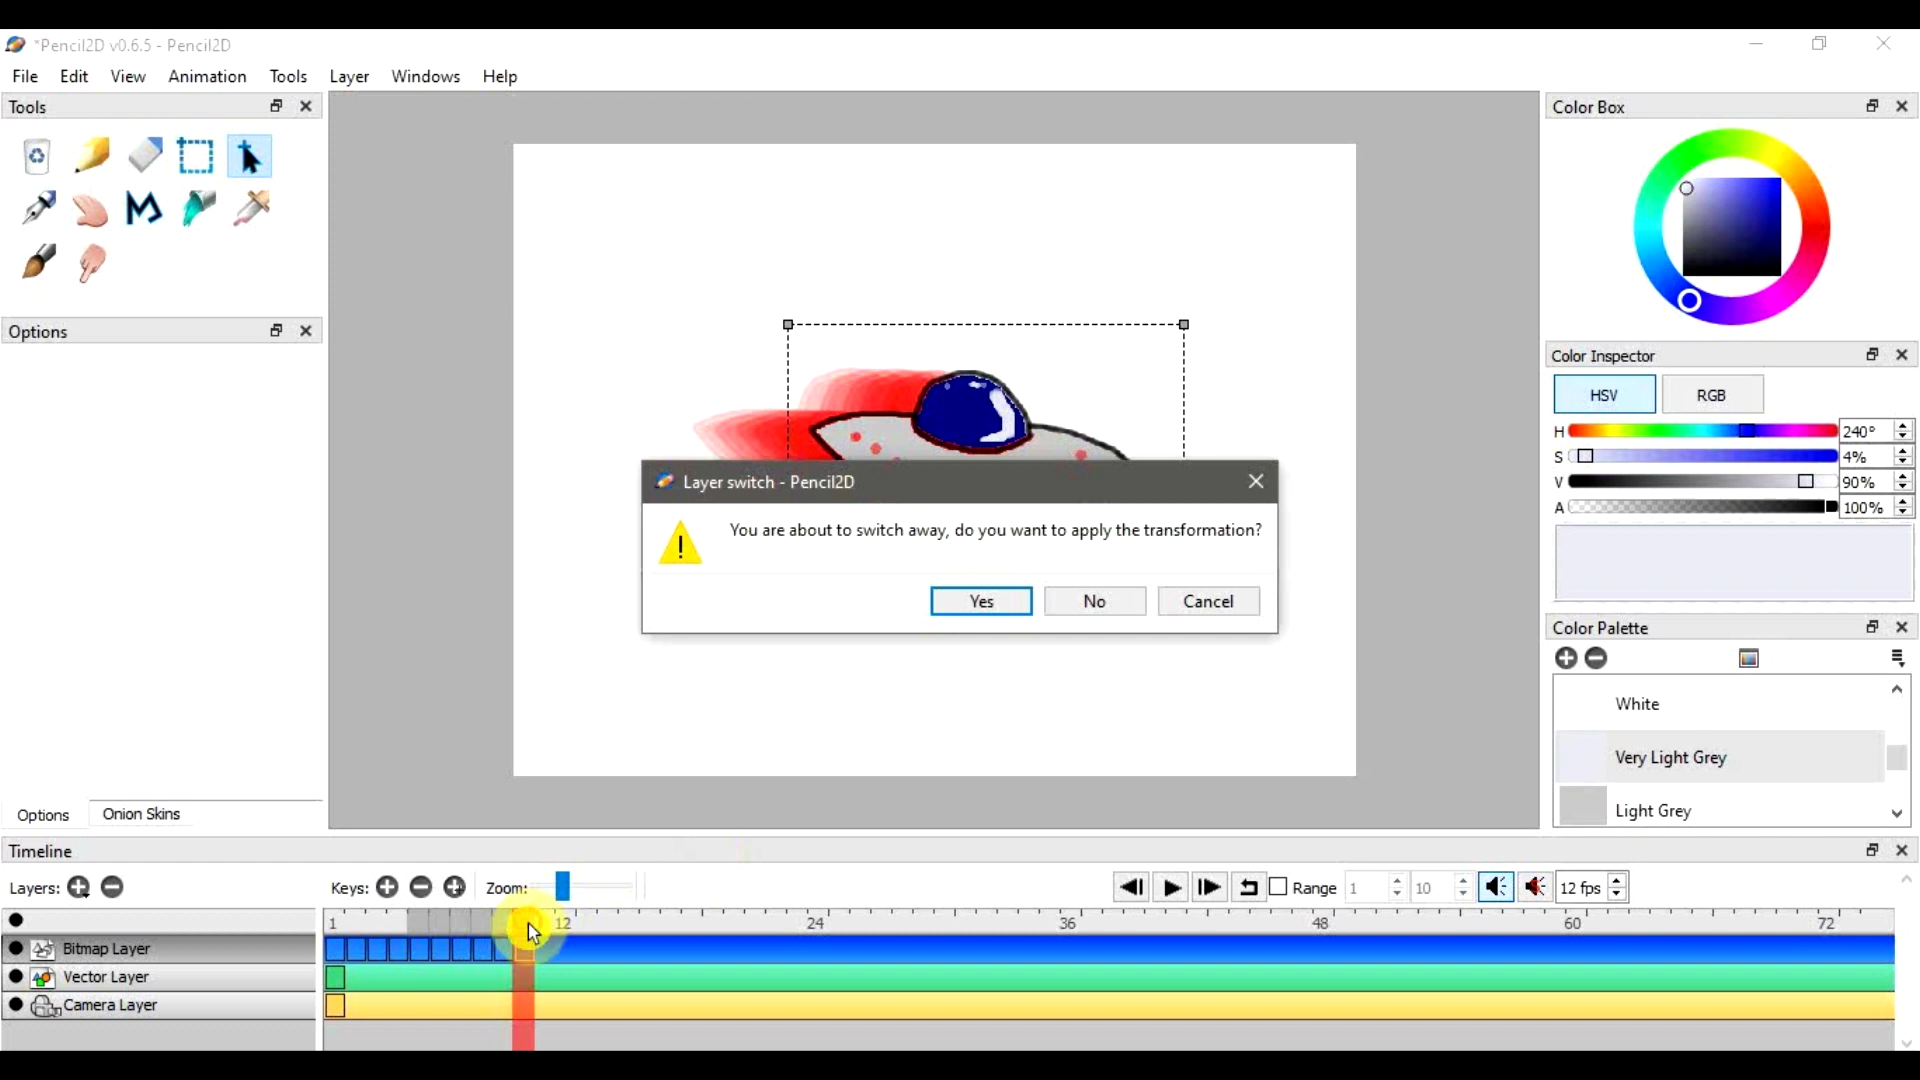 *Pencil2D v0.6.5 - Pencil2D
File Edit View Animation Tools Layer Windows Help
Tools
Options
Options Onion Skins
Layer switch - Pencil2D
You are about to switch away, do you want to apply the transformation?
Yes No Cancel
Color Box
Color Inspector
HSV RGB
H 240°
S 4%
V 90%
A 100%
Color Palette
White
Very Light Grey
Light Grey
Timeline
Layers: Keys: Zoom: Range 1 10 12 fps
1 12 24 36 48 60 72
Bitmap Layer
Vector Layer
Camera Layer